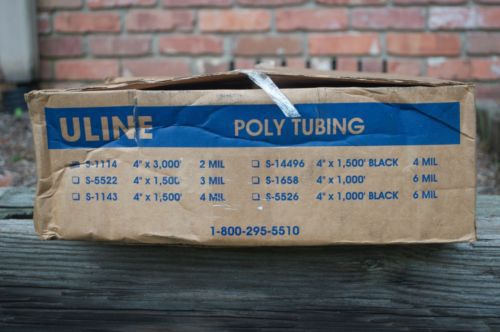 ULINE POLY TUBING
S-1114 4" x 3,000' 2 MIL S-14496 4" x 1,500' BLACK 4 MIL
S-5522 4" x 1,500' 3 MIL S-1658 4" x 1,000' 6 MIL
S-1143 4" x 1,500' 4 MIL S-5526 4" x 1,000' BLACK 6 MIL
1-800-295-5510